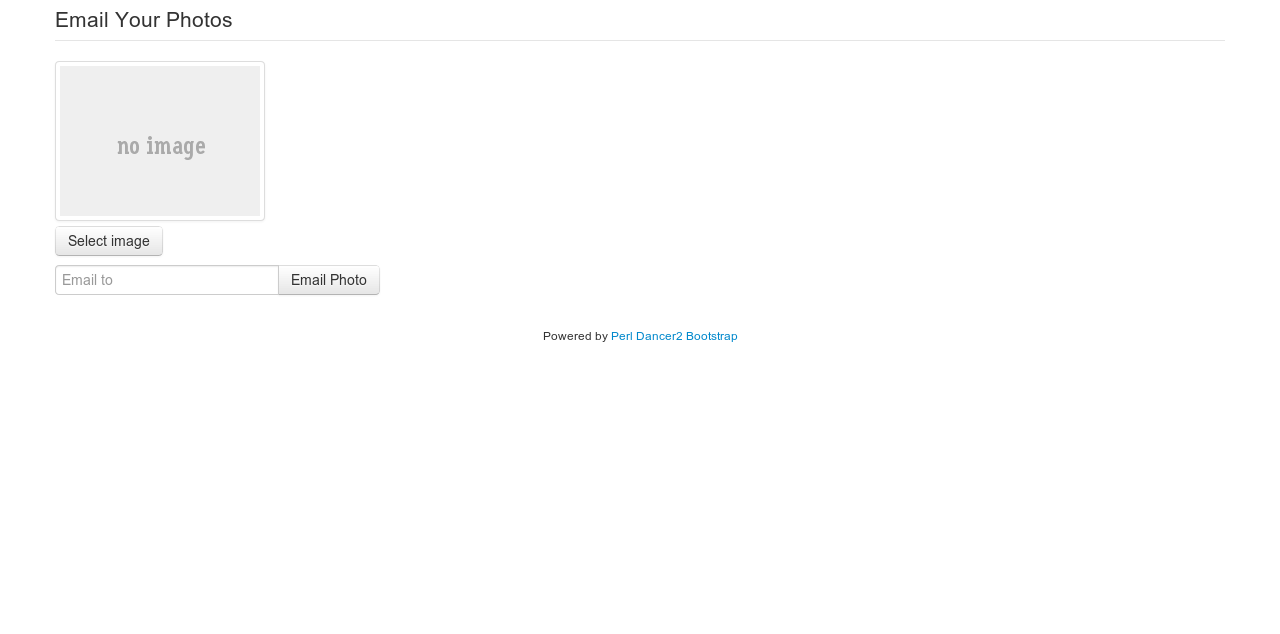 Email Your Photos
no image
Select image
Email to
Email Photo
Powered by Perl Dancer2 Bootstrap